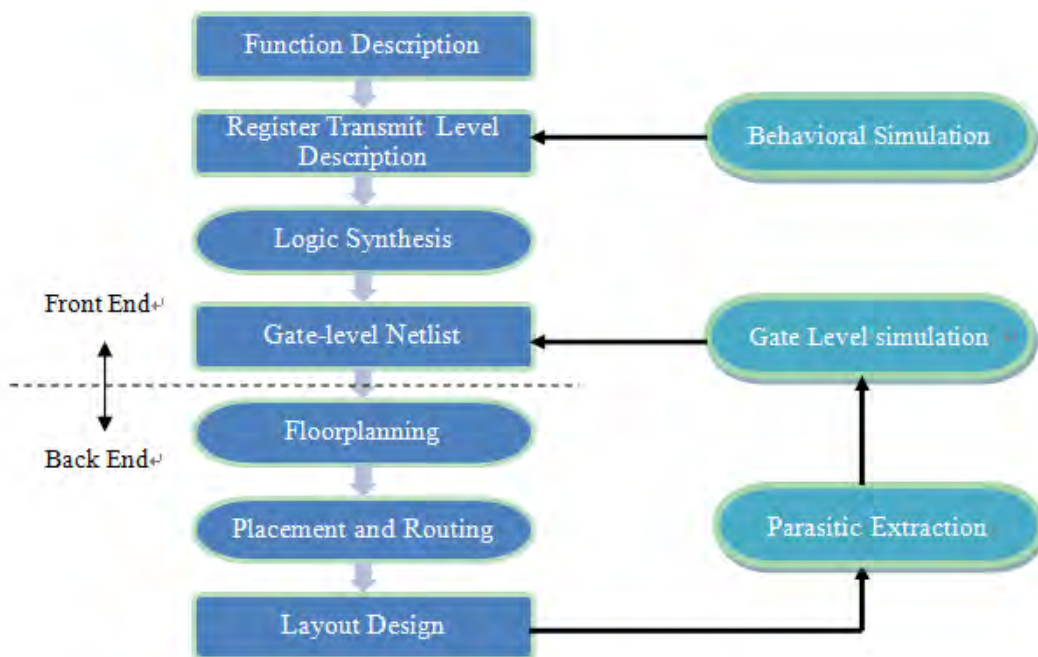 Function Description
Register Transmit Level
Description
Behavioral Simulation
Logic Synthesis
Front End↵
Gate-level Netlist
Gate Level simulation
Floorplanning
Back End↵
Placement and Routing
Parasitic Extraction
Layout Design